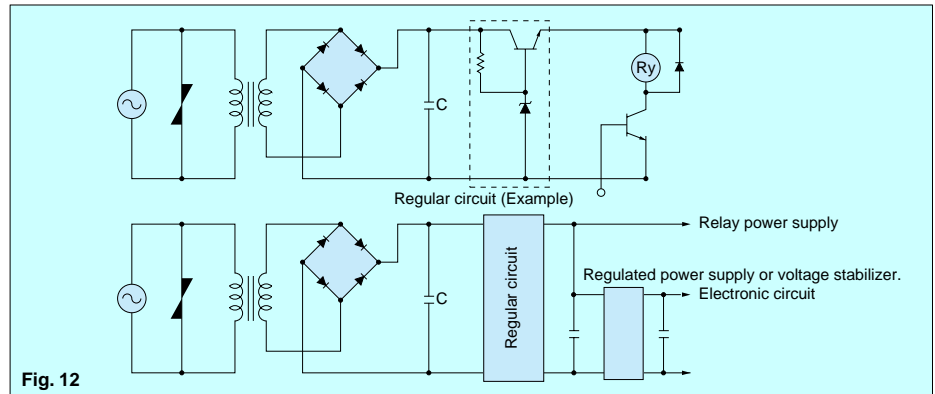 C
Ry
Regular circuit (Example)
Relay power supply
Regulated power supply or voltage stabilizer.
Electronic circuit
C
Regular circuit
Fig. 12